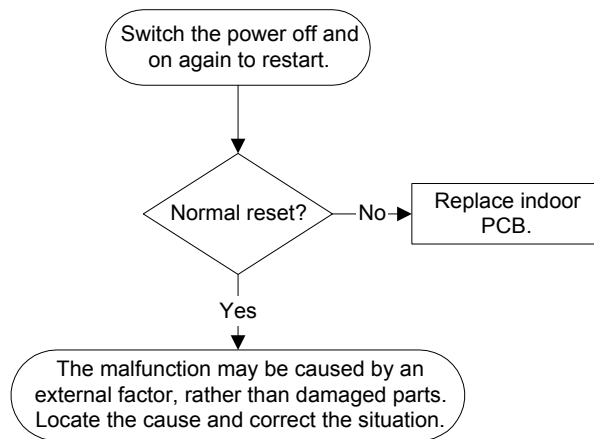 Switch the power off and
on again to restart.
Normal reset?
No
Replace indoor
PCB.
Yes
The malfunction may be caused by an
external factor, rather than damaged parts.
Locate the cause and correct the situation.